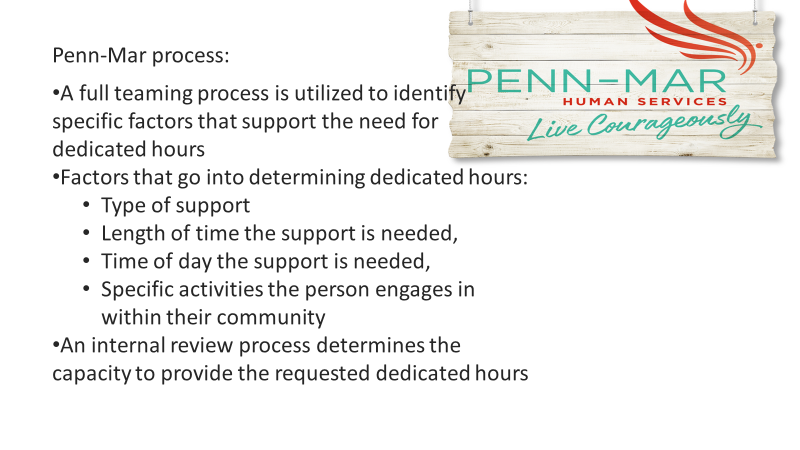 Penn-Mar process:
•A full teaming process is utilized to identify
specific factors that support the need for
dedicated hours
•Factors that go into determining dedicated hours:
• Type of support
• Length of time the support is needed,
• Time of day the support is needed,
• Specific activities the person engages in
within their community
•An internal review process determines the
capacity to provide the requested dedicated hours
PENN-MAR
HUMAN SERVICES
Live Courageously